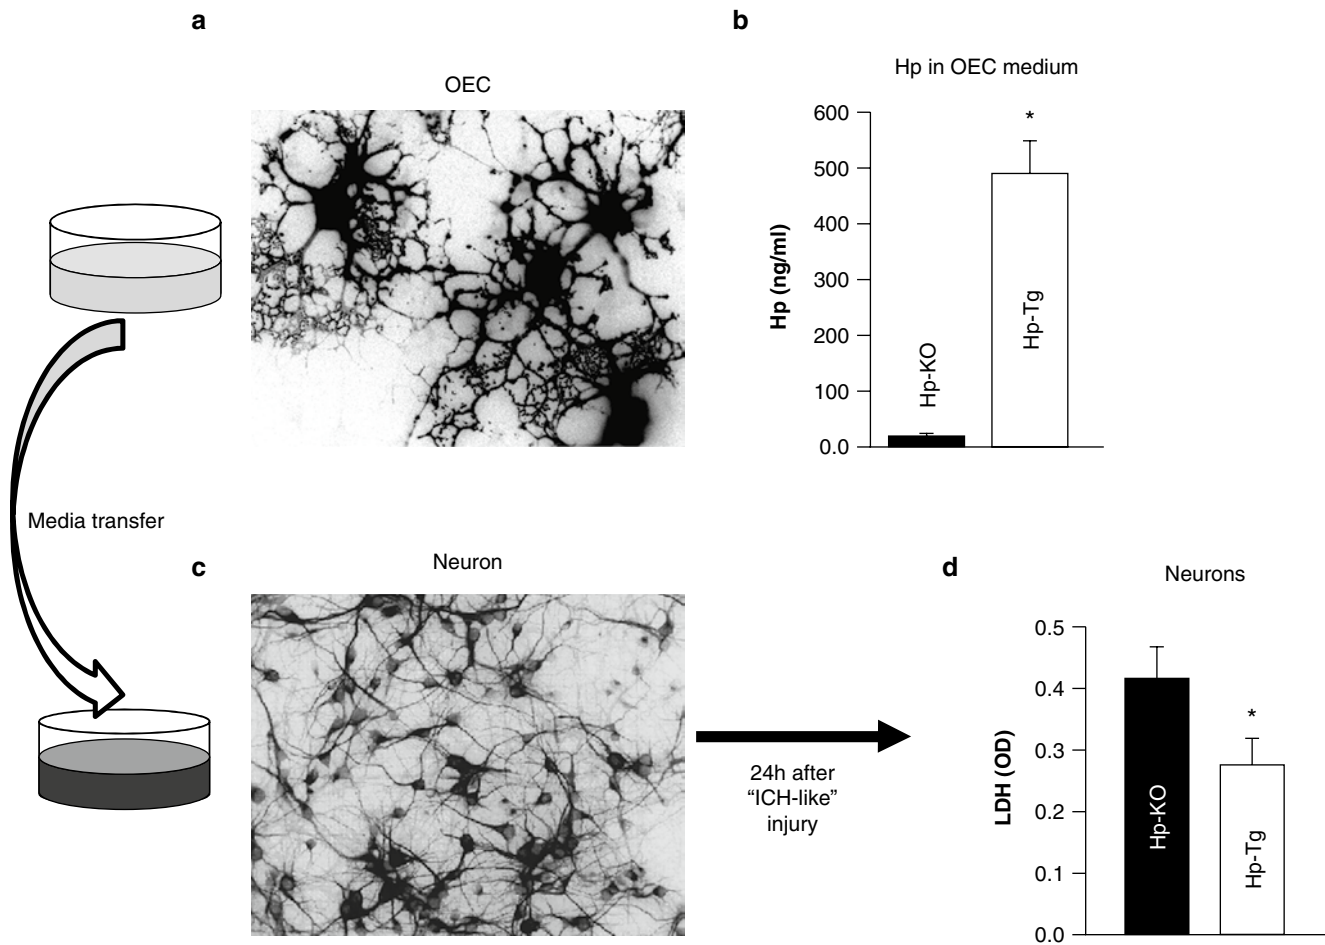 a
OEC
b
Hp in OEC medium
600
500
400
300
200
100
0.0
Hp (ng/ml)
Hp-KO
Hp-Tg
*
Media transfer
c
Neuron
24h after
“ICH-like”
injury
d
Neurons
0.5
0.4
0.3
0.2
0.1
0.0
LDH (OD)
Hp-KO
Hp-Tg
*